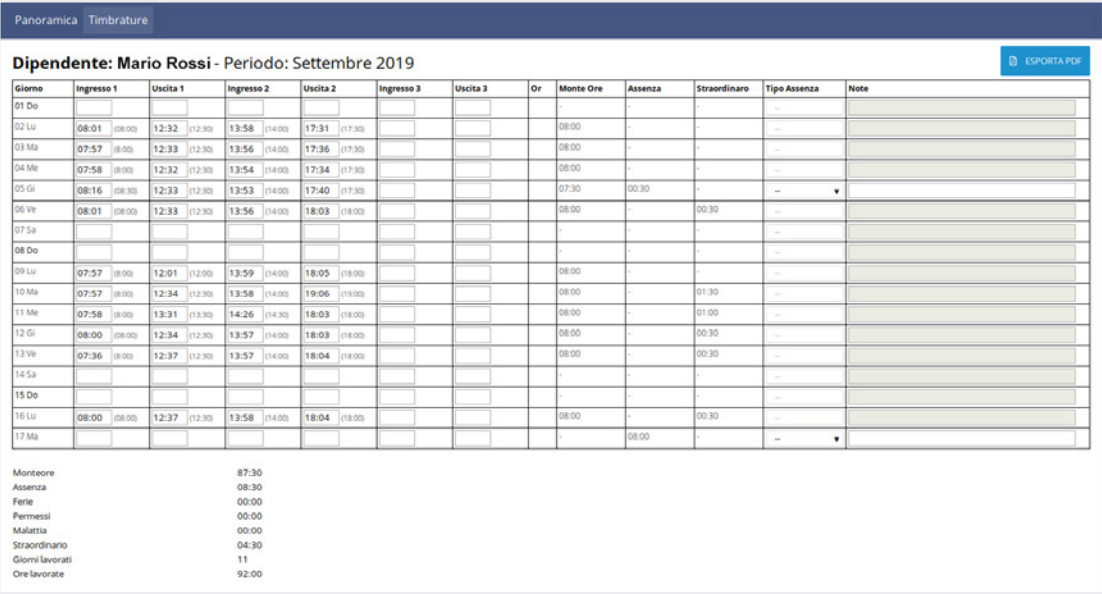 Panoramica Timbrature
Dipendente: Mario Rossi - Periodo: Settembre 2019 ESPORTA PDF
Giorno Ingresso 1 Uscita 1 Ingresso 2 Uscita 2 Ingresso 3 Uscita 3 Or Monte Ore Assenza Straordinaro Tipo Assenza Note
01 Do - - - ...
02 Lu 08:01 (08:00) 12:32 (12:30) 13:58 (14:00) 17:31 (17:30) 08:00 - - ...
03 Ma 07:57 (8:00) 12:33 (12:30) 13:56 (14:00) 17:36 (17:30) 08:00 - - ...
04 Me 07:58 (8:00) 12:32 (12:30) 13:54 (14:00) 17:34 (17:30) 08:00 - - ...
05 Gi 08:16 (08:30) 12:33 (12:30) 13:53 (14:00) 17:40 (17:30) 07:30 00:30 - --
06 Ve 08:01 (08:00) 12:33 (12:30) 13:56 (14:00) 18:03 (18:00) 08:00 - 00:30 ...
07 Sa - - - ...
08 Do - - - ...
09 Lu 07:57 (8:00) 12:01 (12:00) 13:59 (14:00) 18:05 (18:00) 08:00 - - ...
10 Ma 07:57 (8:00) 12:34 (12:30) 13:58 (14:00) 19:06 (19:00) 08:00 - 01:30 ...
11 Me 07:58 (8:00) 13:31 (13:30) 14:26 (14:30) 18:03 (18:00) 08:00 - 01:00 ...
12 Gi 08:00 (08:00) 12:34 (12:30) 13:57 (14:00) 18:03 (18:00) 08:00 - 00:30 ...
13 Ve 07:36 (8:00) 12:37 (12:30) 13:57 (14:00) 18:04 (18:00) 08:00 - 00:30 ...
14 Sa - - - ...
15 Do - - - ...
16 Lu 08:00 (08:00) 12:37 (12:30) 13:58 (14:00) 18:04 (18:00) 08:00 - 00:30 ...
17 Ma - 08:00 - --
Monteore 87:30
Assenza 08:30
Ferie 00:00
Permessi 00:00
Malattia 00:00
Straordinario 04:30
Giorni lavorati 11
Ore lavorate 92:00